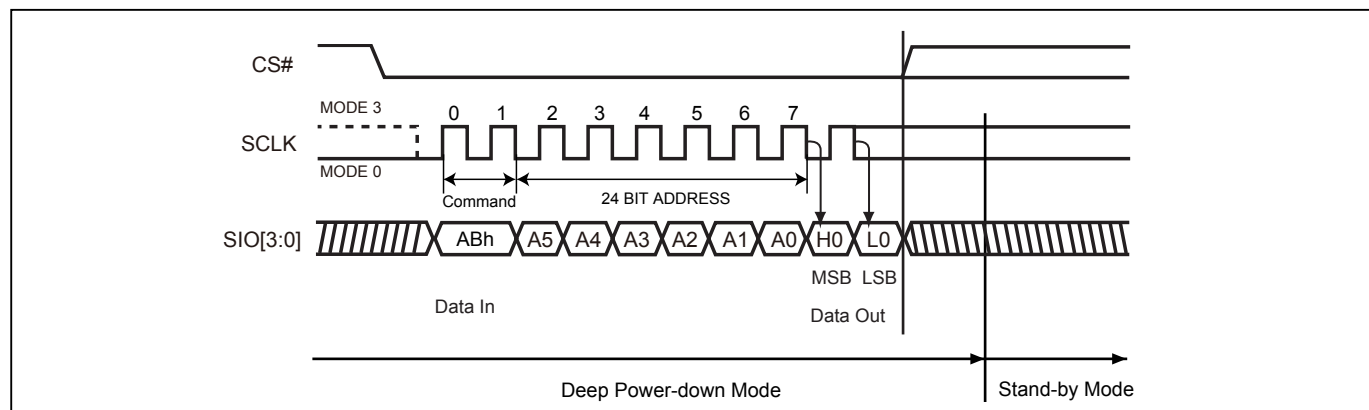 CS#
MODE 3
0 1 2 3 4 5 6 7
SCLK
MODE 0
Command
24 BIT ADDRESS
SIO[3:0]
ABh A5 A4 A3 A2 A1 A0 H0 L0
MSB LSB
Data In
Data Out
Deep Power-down Mode
Stand-by Mode